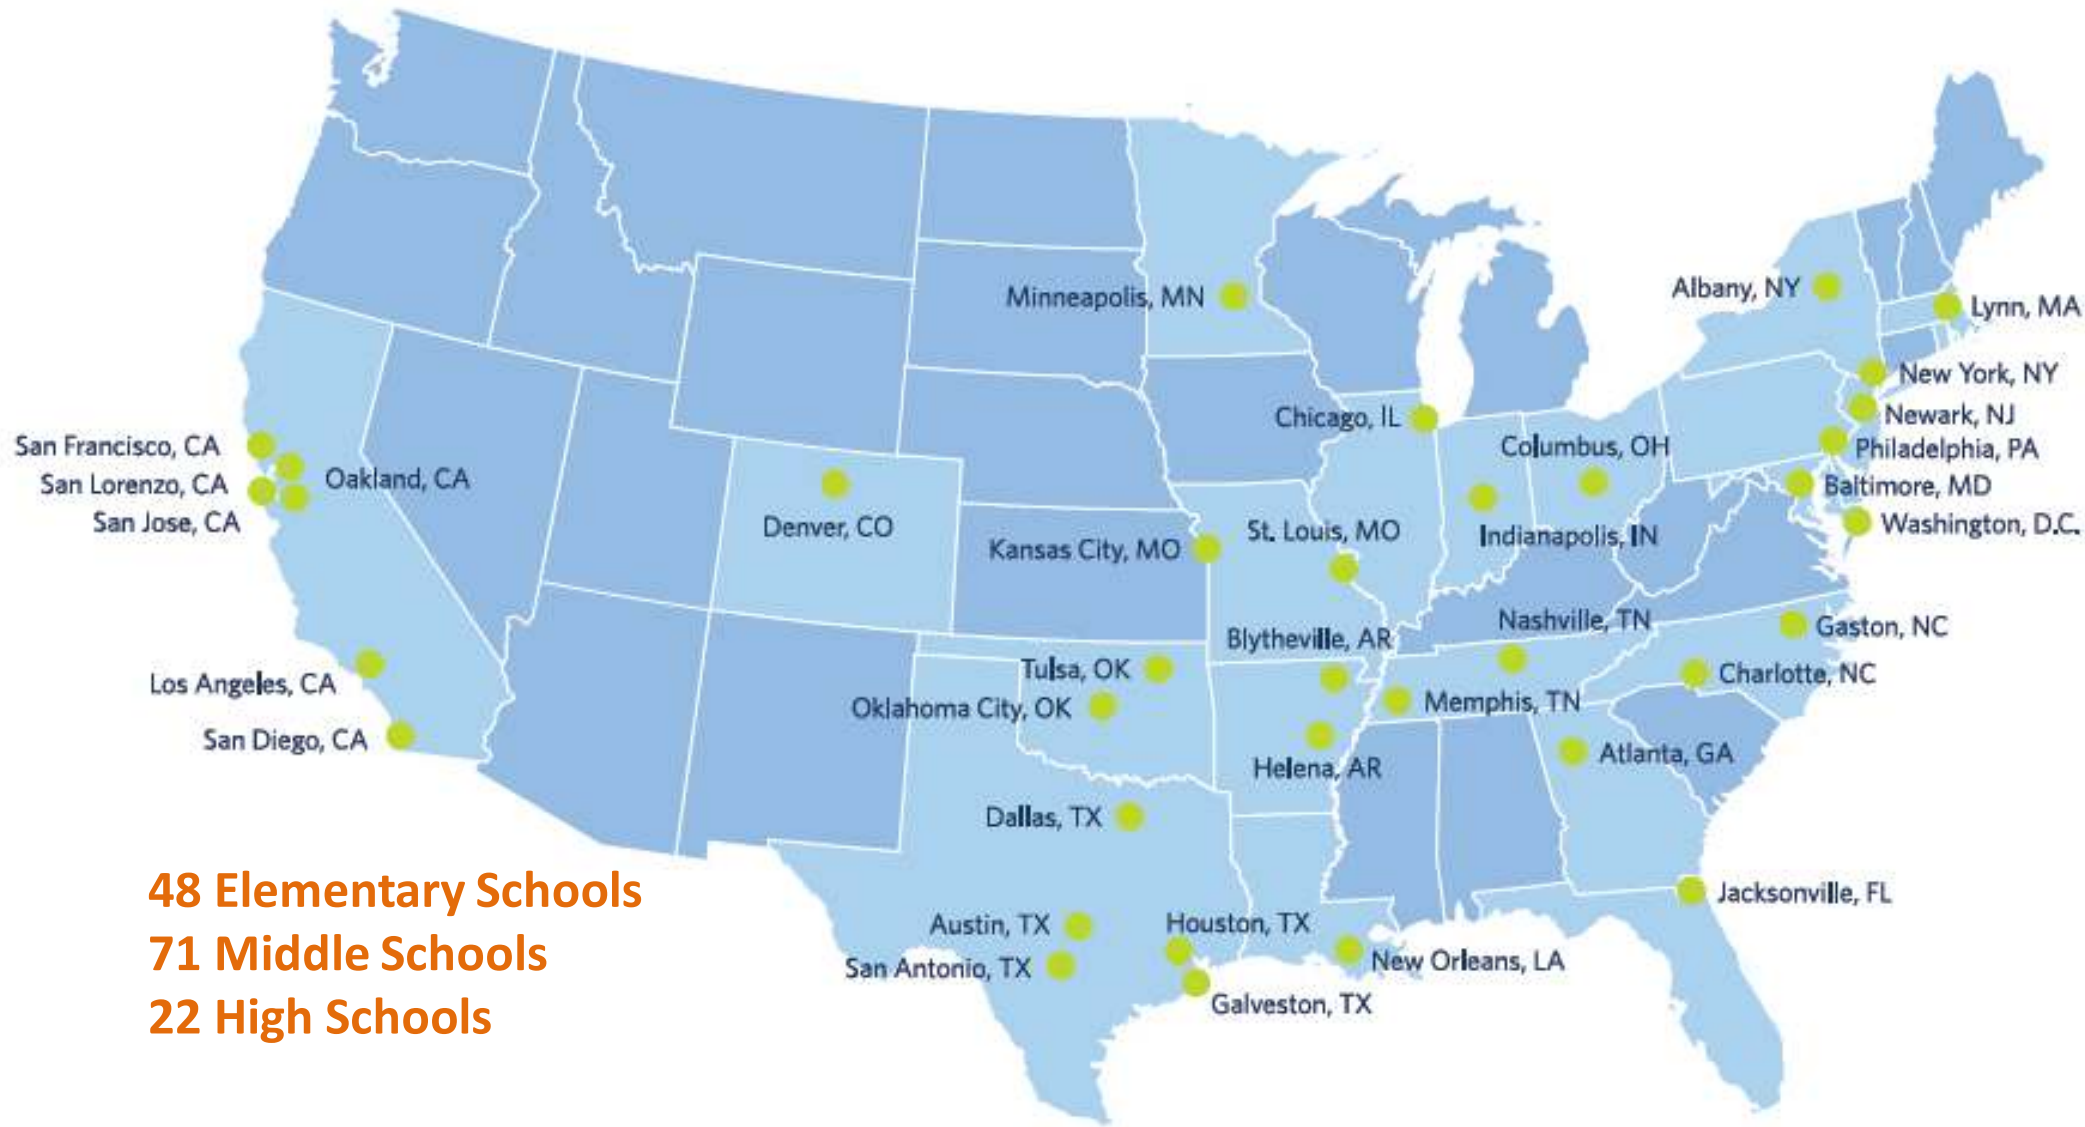 Minneapolis, MN
Albany, NY
Lynn, MA
New York, NY
Chicago, IL
Newark, NJ
San Francisco, CA
Columbus, OH
Philadelphia, PA
Oakland, CA
San Lorenzo, CA
Baltimore, MD
San Jose, CA
Denver, CO
St. Louis, MO
Washington, D.C.
Indianapolis, IN
Kansas City, MO
Nashville, TN
Gaston, NC
Blytheville, AR
Tulsa, OK
Charlotte, NC
Los Angeles, CA
Memphis, TN
Oklahoma City, OK
San Diego, CA
Atlanta, GA
Helena, AR
Dallas, TX
48 Elementary Schools
Jacksonville, FL
Austin, TX
Houston, TX
71 Middle Schools
New Orleans, LA
San Antonio, TX
Galveston, TX
22 High Schools